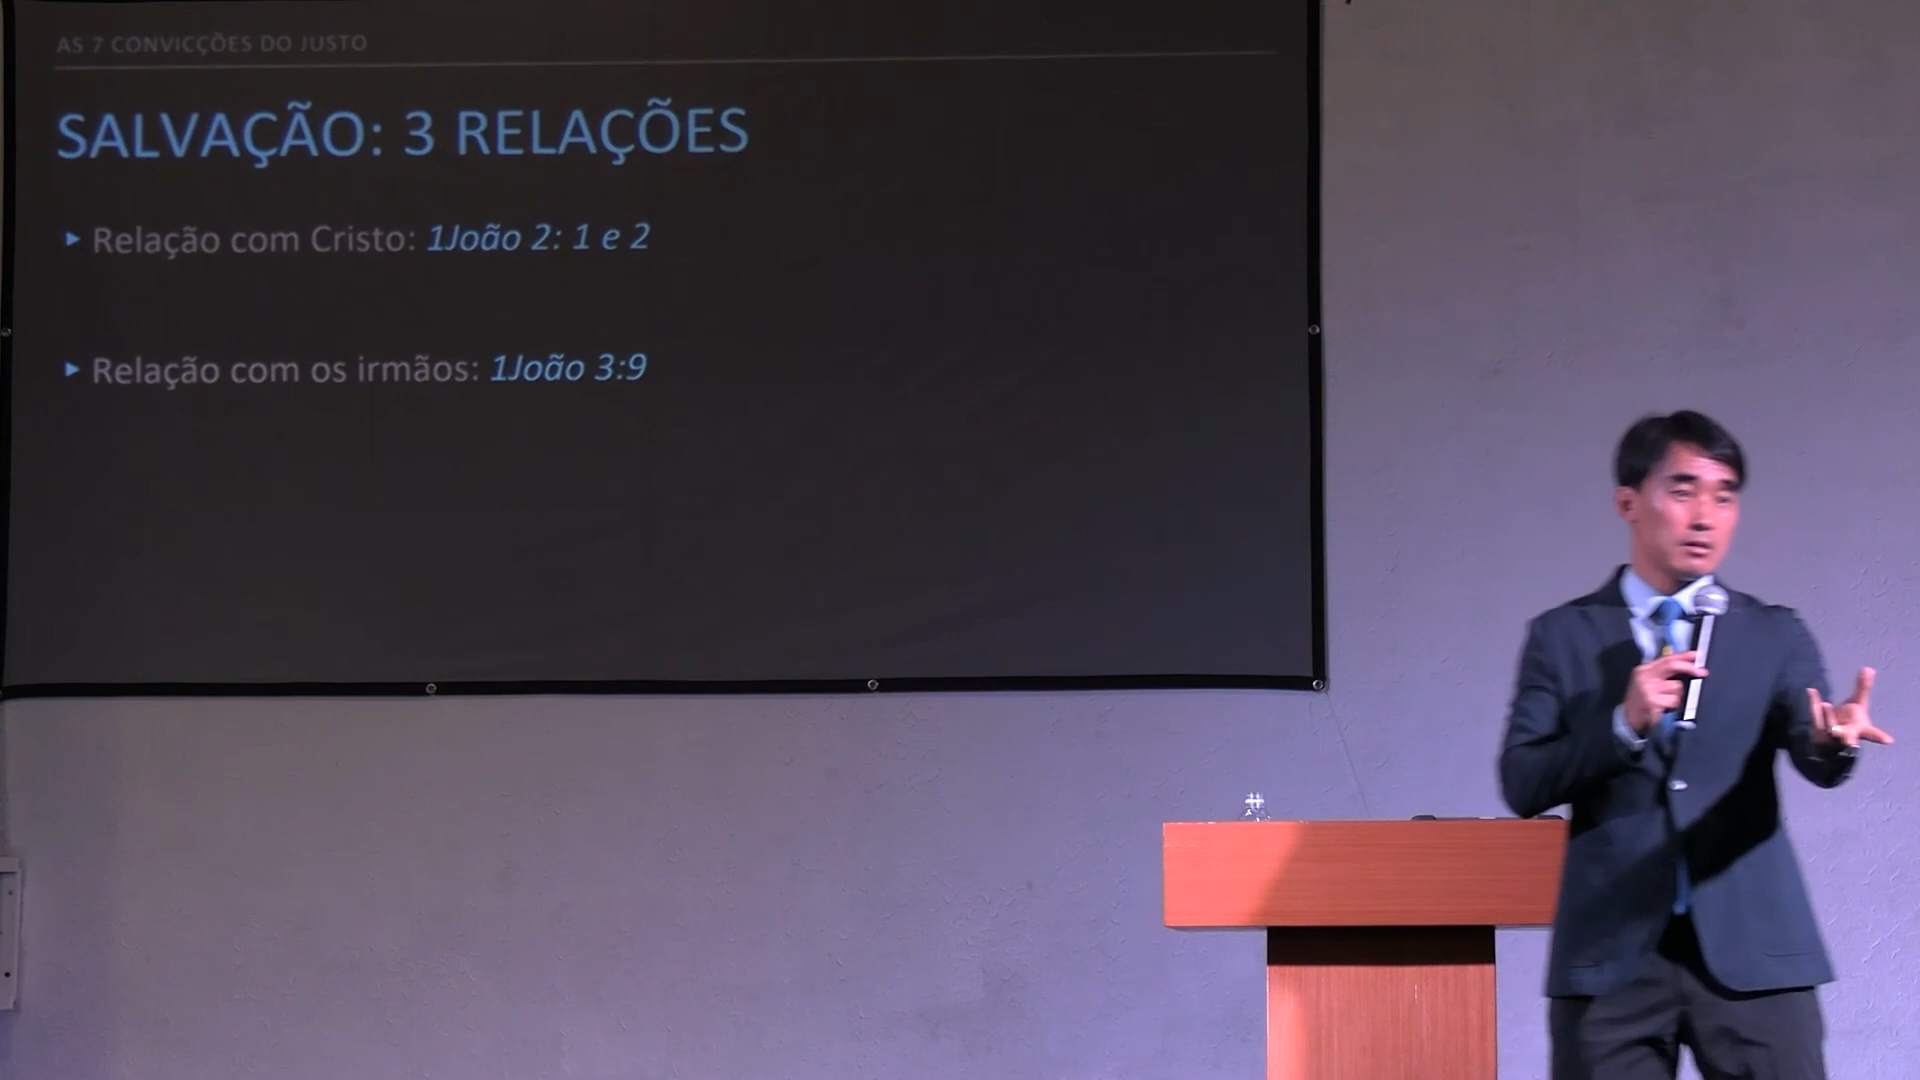 AS 7 CONVICÇÕES DO JUSTO
SALVAÇÃO: 3 RELAÇÕES
Relação com Cristo: 1João 2: 1 e 2
Relação com os irmãos: 1João 3:9